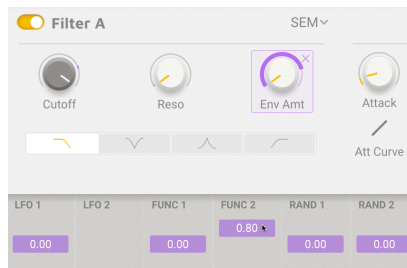 Filter A
SEM
Cutoff
Reso
Env Amt
Attack
Att Curve
LFO 1
LFO 2
FUNC 1
FUNC 2
RAND 1
RAND 2
0.80
0.00
0.00
0.00
0.00